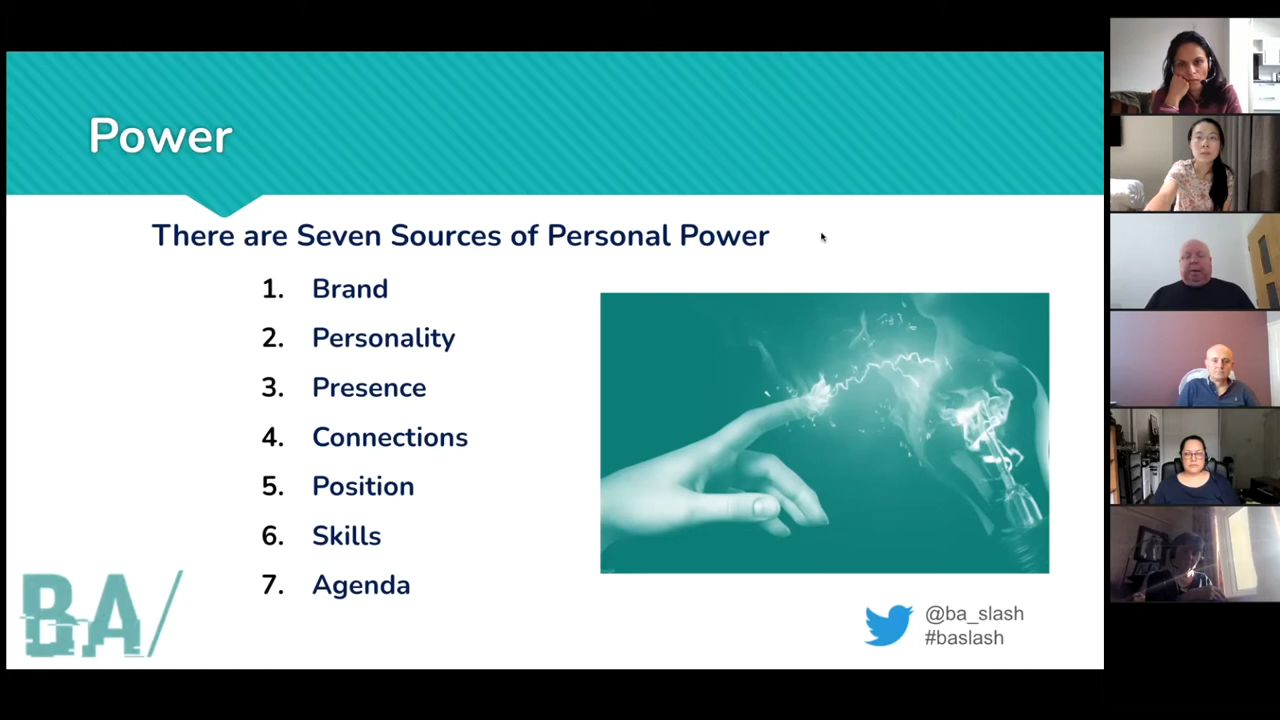 Power
There are Seven Sources of Personal Power
1. Brand
2. Personality
3. Presence
4. Connections
5. Position
6. Skills
7. Agenda
BA/
@ba_slash
#baslash